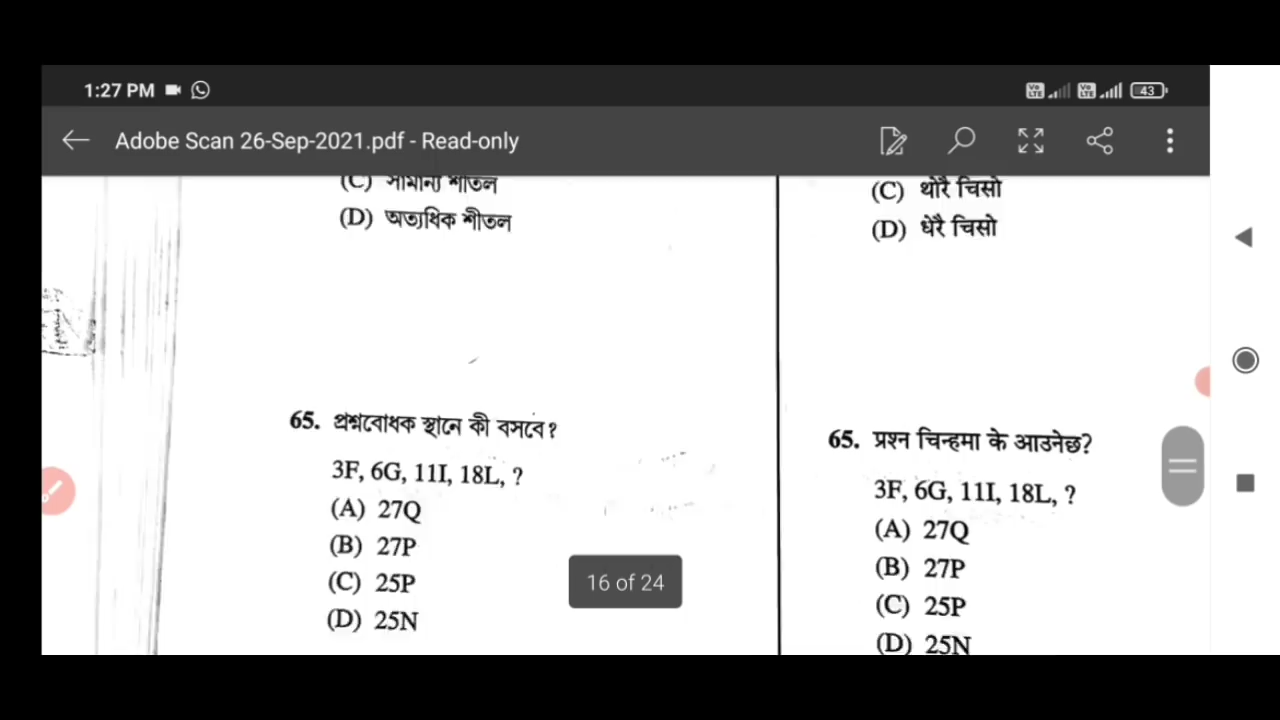 1:27 PM
43
Adobe Scan 26-Sep-2021.pdf - Read-only
(C) সামান্য শীতল
(D) অত্যধিক শীতল
65. প্রশ্নবোধক স্থানে কী বসবে?
3F, 6G, 11I, 18L, ?
(A) 27Q
(B) 27P
(C) 25P
(D) 25N
(C) थोरै चिसो
(D) धेरै चिसो
65. प्रश्न चिन्हमा के आउनेछ?
3F, 6G, 11I, 18L, ?
(A) 27Q
(B) 27P
(C) 25P
(D) 25N
16 of 24